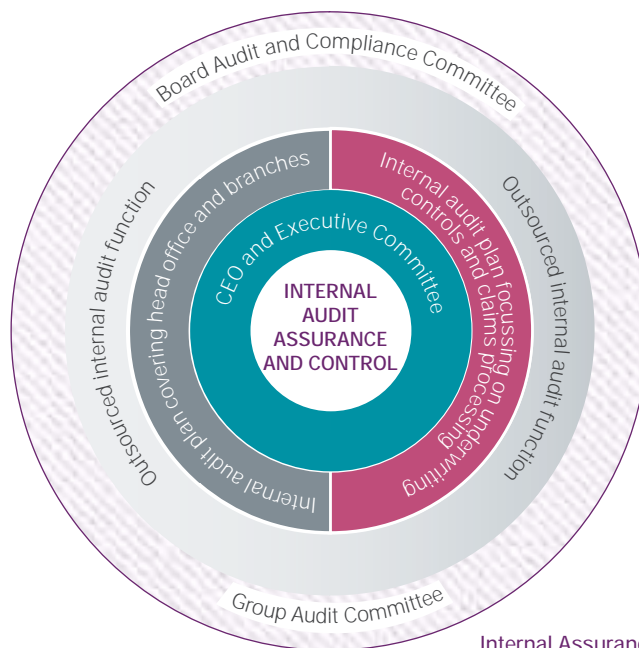 Board Audit and Compliance Committee
Outsourced internal audit function
Outsourced internal audit function
Internal audit plan covering head office and branches
Internal audit plan focussing on underwriting
controls and claims processing
CEO and Executive Committee
INTERNAL
AUDIT
ASSURANCE
AND CONTROL
Group Audit Committee
Internal Assuranc